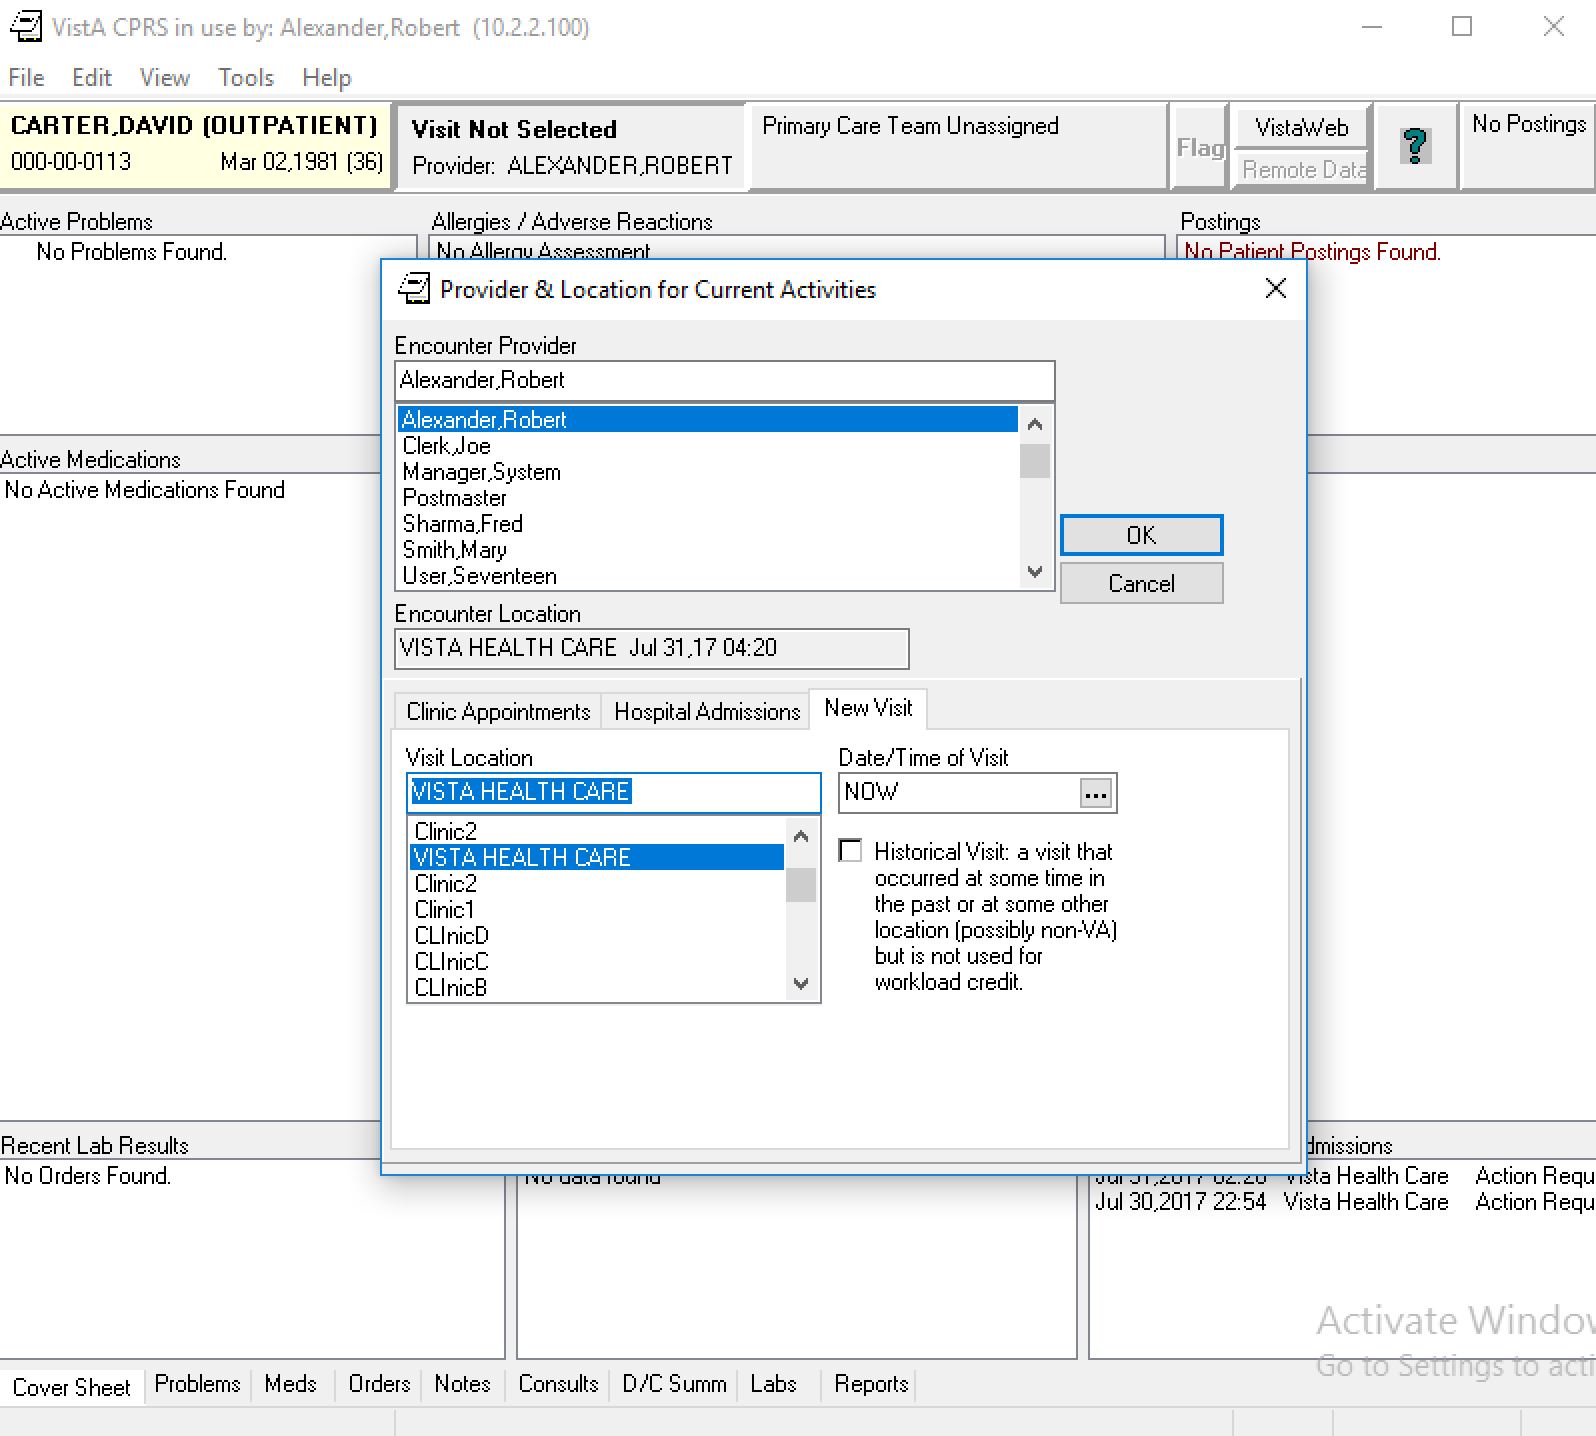 VistA CPRS in use by: Alexander,Robert (10.2.2.100)
File Edit View Tools Help
CARTER,DAVID (OUTPATIENT)
000-00-0113 Mar 02,1981 (36)
Visit Not Selected
Provider: ALEXANDER,ROBERT
Primary Care Team Unassigned
Flag
VistaWeb
Remote Data
?
No Postings
Active Problems
No Problems Found.
Allergies / Adverse Reactions
No Allergy Assessment
Postings
No Patient Postings Found.
Provider & Location for Current Activities
Encounter Provider
Alexander,Robert
Alexander,Robert
Clerk,Joe
Manager,System
Postmaster
Sharma,Fred
Smith,Mary
User,Seventeen
OK
Cancel
Encounter Location
VISTA HEALTH CARE Jul 31,17 04:20
Clinic Appointments Hospital Admissions New Visit
Visit Location
VISTA HEALTH CARE
Clinic2
VISTA HEALTH CARE
Clinic2
Clinic1
CLInicD
CLInicC
CLInicB
Date/Time of Visit
NOW ...
Historical Visit: a visit that
occurred at some time in
the past or at some other
location (possibly non-VA)
but is not used for
workload credit.
Active Medications
No Active Medications Found
Recent Lab Results
No Orders Found.
No data found
dmissions
Jul 31,2017 Vista Health Care Action Requ
Jul 30,2017 22:54 Vista Health Care Action Requ
Activate Window
Go to Settings to acti
Cover Sheet Problems Meds Orders Notes Consults D/C Summ Labs Reports